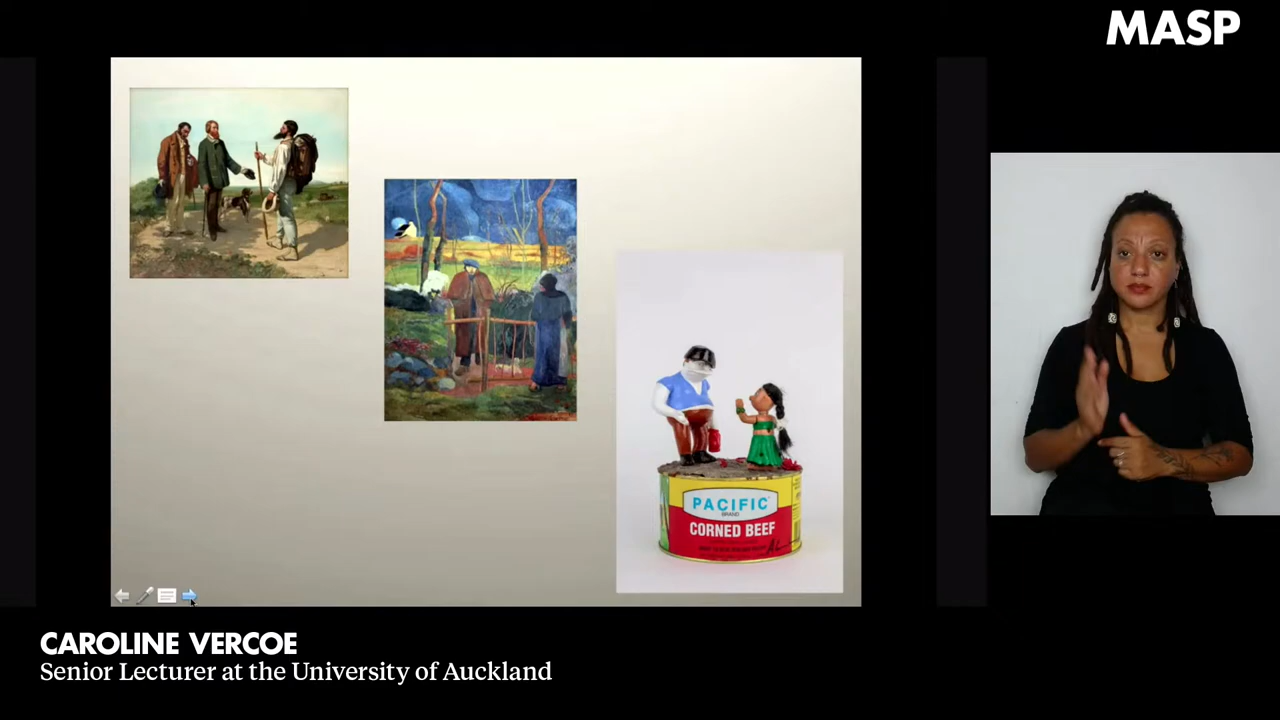 MASP
PACIFIC
BRAND
CORNED BEEF
CAROLINE VERCOE
Senior Lecturer at the University of Auckland